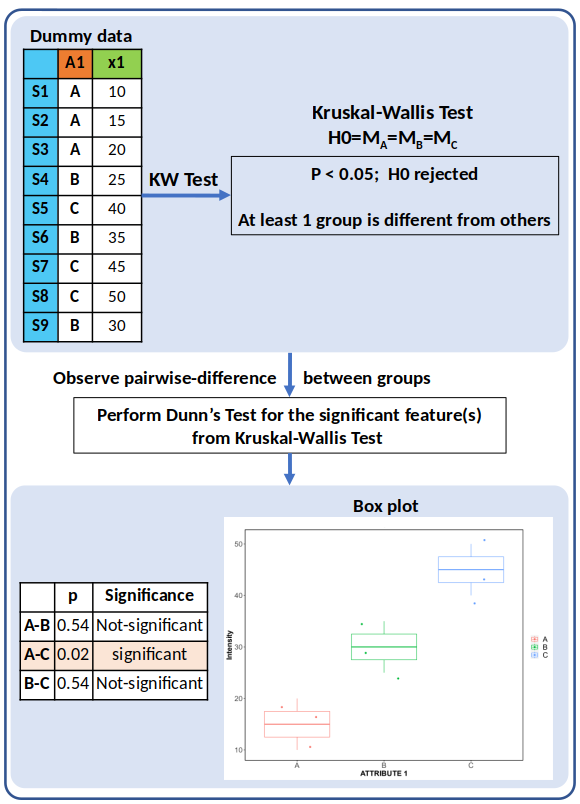 Dummy data
A1 x1
S1 A 10
S2 A 15
S3 A 20
S4 B 25
S5 C 40
S6 B 35
S7 C 45
S8 C 50
S9 B 30
KW Test
Kruskal-Wallis Test
H0=MA=MB=MC
P < 0.05; H0 rejected
At least 1 group is different from others
Observe pairwise-difference between groups
Perform Dunn's Test for the significant feature(s)
from Kruskal-Wallis Test
p Significance
A-B 0.54 Not-significant
A-C 0.02 significant
B-C 0.54 Not-significant
Box plot
Intensity
50
40
30
20
10
A B C
ATTRIBUTE 1
A
B
C